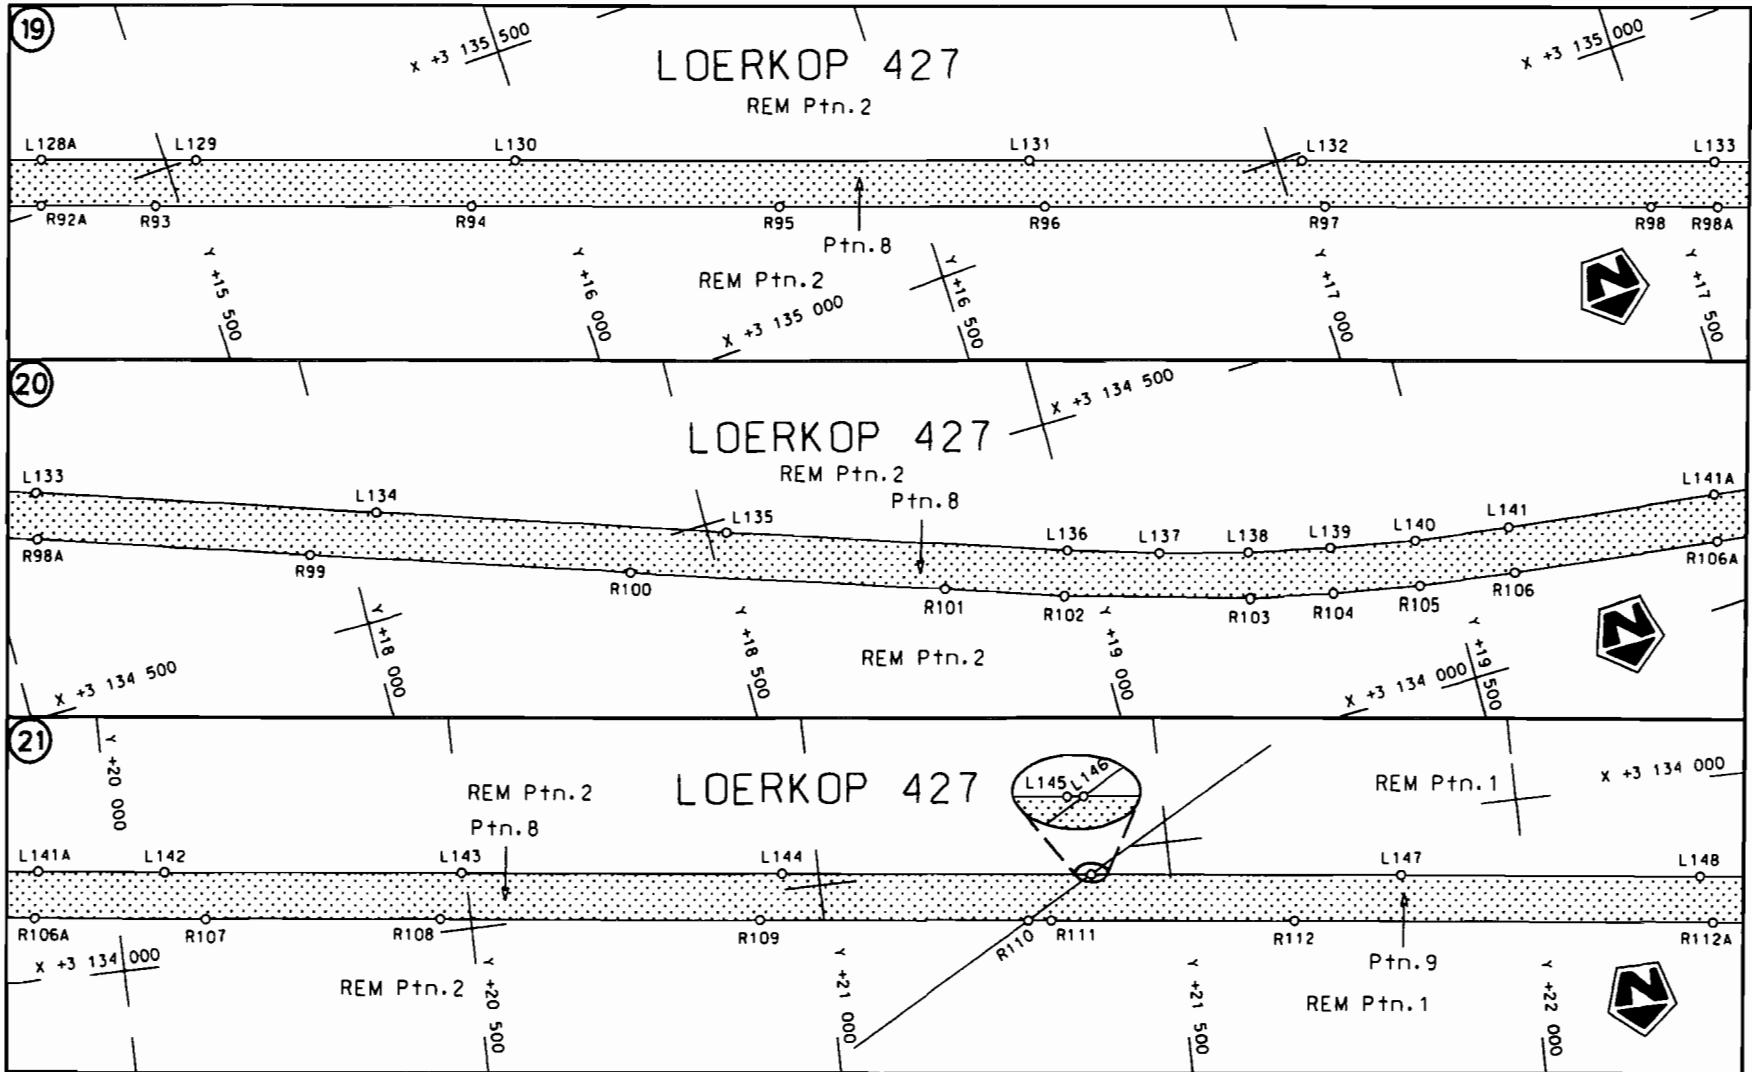 19
X +3 135 500
LOERKOP 427
REM Ptn.2
X +3 135 000
L128A L129 L130 L131 L132 L133
R92A R93 R94 R95 R96 R97 R98 R98A
Ptn.8
REM Ptn.2
X +3 135 000
Y +15 500
Y +16 000
Y +16 500
Y +17 000
Y +17 500
N
20
X +3 134 500
LOERKOP 427
REM Ptn.2
Ptn.8
L133 L134 L135 L136 L137 L138 L139 L140 L141 L141A
R98A R99 R100 R101 R102 R103 R104 R105 R106 R106A
REM Ptn.2
X +3 134 500
Y +18 000
Y +18 500
Y +19 000
X +3 134 000
Y +19 500
N
21
Y +20 000
REM Ptn.2
LOERKOP 427
Ptn.8
L145 L146
REM Ptn.1
X +3 134 000
L141A L142 L143 L144 L147 L148
R106A R107 R108 R109 R110 R111 R112 R112A
X +3 134 000
REM Ptn.2
Y +20 500
Y +21 000
Y +21 500
Ptn.9
REM Ptn.1
Y +22 000
N